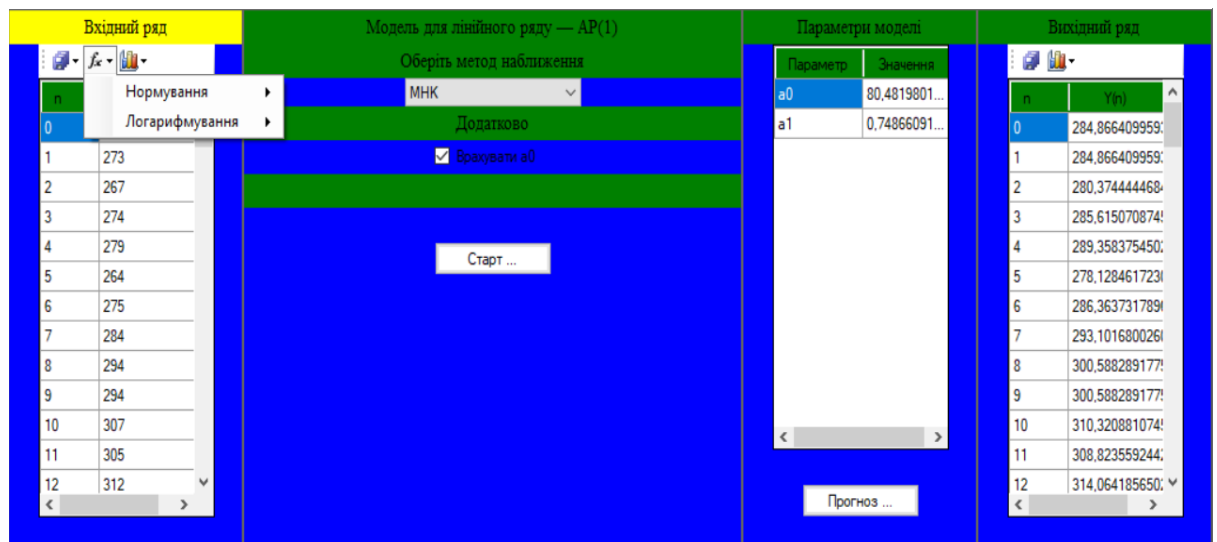 Вхідний ряд
fx
Нормування
Логарифмування
n
0
1 273
2 267
3 274
4 279
5 264
6 275
7 284
8 294
9 294
10 307
11 305
12 312
Модель для лінійного ряду — АР(1)
Оберіть метод наближення
МНК
Додатково
Врахувати а0
Старт ...
Параметри моделі
Параметр Значення
a0 80,4819801...
a1 0,74866091...
Прогноз ...
Вихідний ряд
n Y(n)
0 284,866409959
1 284,866409959
2 280,374444468
3 285,615070874
4 289,358375450
5 278,128461723
6 286,363731789
7 293,101680026
8 300,588289177
9 300,588289177
10 310,320881074
11 308,823559244
12 314,064185650